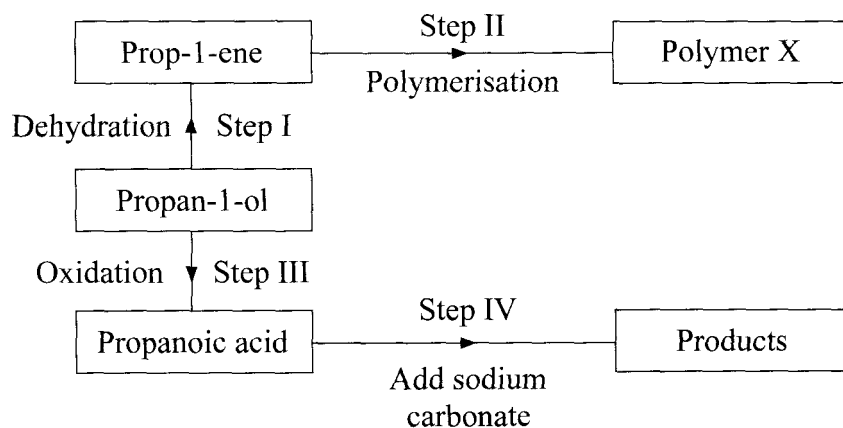 Step II
Prop-1-ene
Polymer X
Polymerisation
Dehydration
Step I
Propan-1-ol
Oxidation
Step III
Step IV
Propanoic acid
Products
Add sodium
carbonate